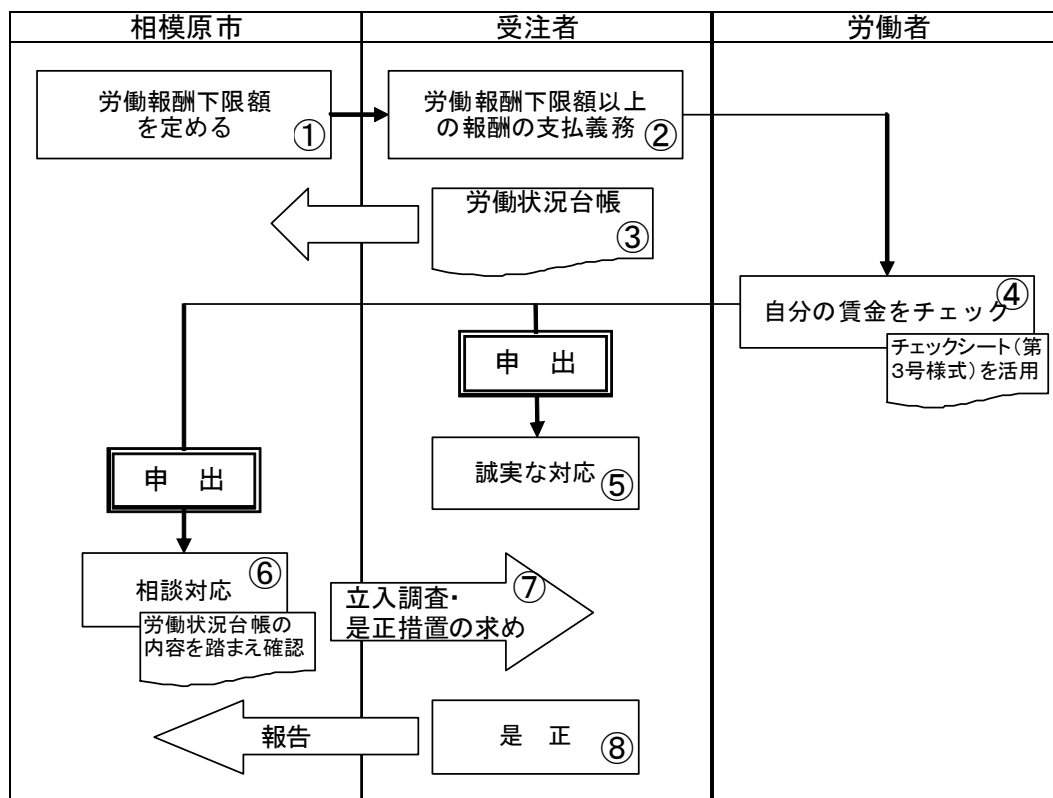 相模原市
受注者
労働者
労働報酬下限額
を定める
①
労働報酬下限額以上
の報酬の支払義務
②
労働状況台帳
③
④
自分の賃金をチェック
チェックシート(第
3号様式)を活用
申 出
誠実な対応
⑤
申 出
⑥
相談対応
労働状況台帳の
内容を踏まえ確認
⑦
立入調査・
是正措置の求め
報告
是 正
⑧